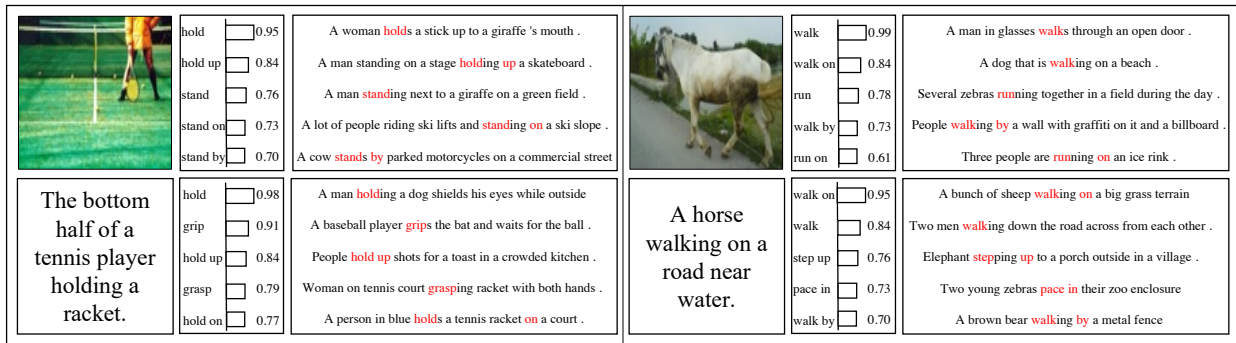 hold 0.95 A woman holds a stick up to a giraffe 's mouth .
hold up 0.84 A man standing on a stage holding up a skateboard .
stand 0.76 A man standing next to a giraffe on a green field .
stand on 0.73 A lot of people riding ski lifts and standing on a ski slope .
stand by 0.70 A cow stands by parked motorcycles on a commercial street
The bottom
half of a
tennis player
holding a
racket.
hold 0.98 A man holding a dog shields his eyes while outside
grip 0.91 A baseball player grips the bat and waits for the ball .
hold up 0.84 People hold up shots for a toast in a crowded kitchen .
grasp 0.79 Woman on tennis court grasping racket with both hands .
hold on 0.77 A person in blue holds a tennis racket on a court .
walk 0.99 A man in glasses walks through an open door .
walk on 0.84 A dog that is walking on a beach .
run 0.78 Several zebras running together in a field during the day .
walk by 0.73 People walking by a wall with graffiti on it and a billboard .
run on 0.61 Three people are running on an ice rink .
A horse
walking on a
road near
water.
walk on 0.95 A bunch of sheep walking on a big grass terrain
walk 0.84 Two men walking down the road across from each other .
step up 0.76 Elephant stepping up to a porch outside in a village .
pace in 0.73 Two young zebras pace in their zoo enclosure
walk by 0.70 A brown bear walking by a metal fence